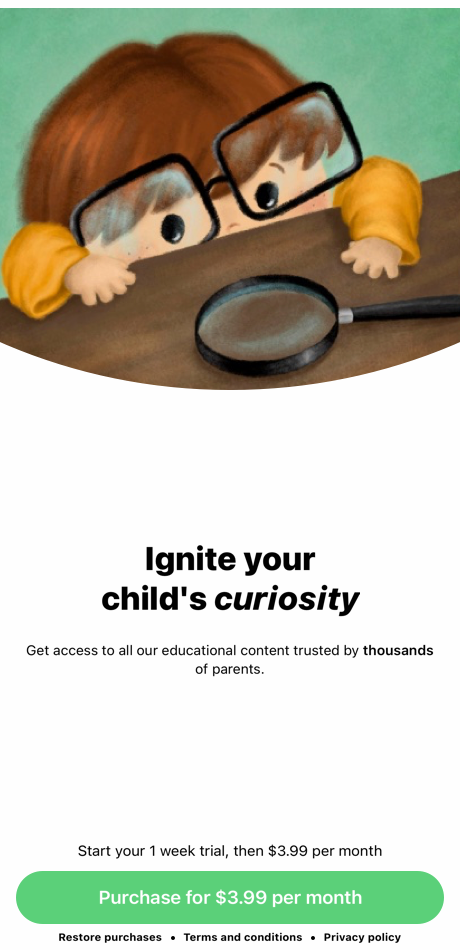 Ignite your
child's curiosity
Get access to all our educational content trusted by thousands
of parents.
Start your 1 week trial, then $3.99 per month
Purchase for $3.99 per month
Restore purchases • Terms and conditions • Privacy policy